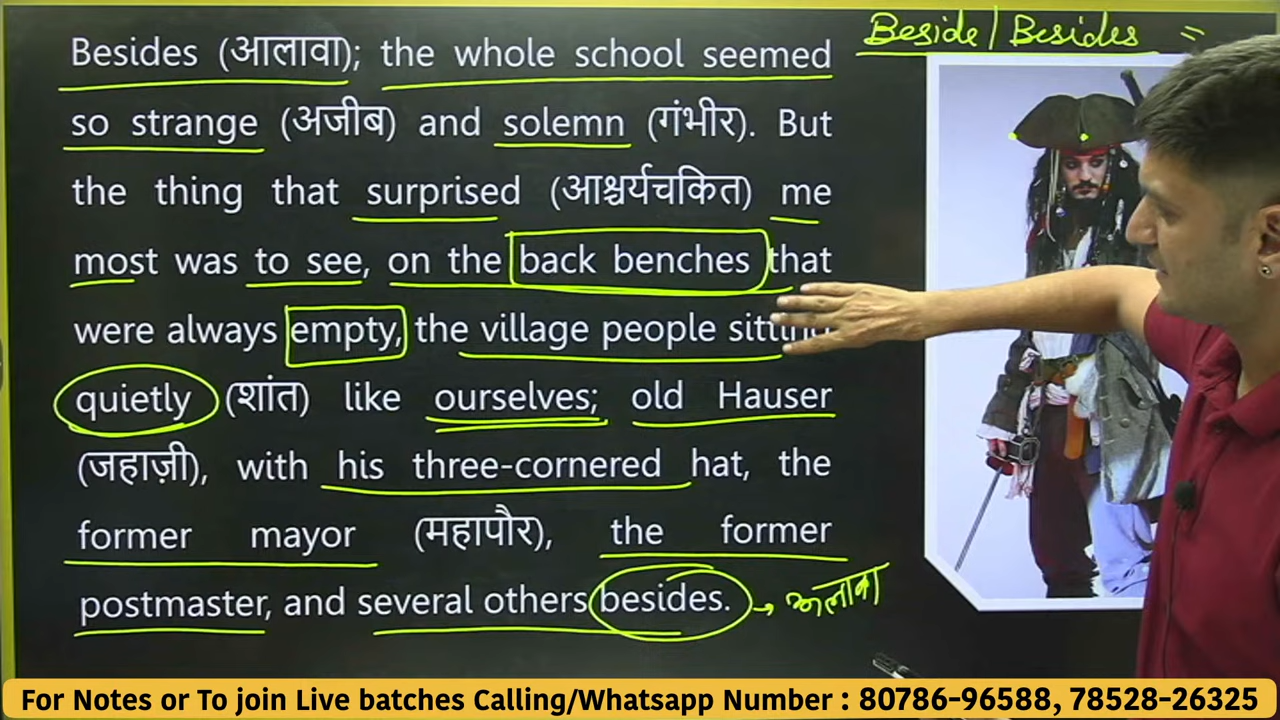 Beside / Besides =
Besides (आलावा); the whole school seemed
so strange (अजीब) and solemn (गंभीर). But
the thing that surprised (आश्चर्यचकित) me
most was to see, on the back benches that
were always empty, the village people sitting
quietly (शांत) like ourselves; old Hauser
(जहाज़ी), with his three-cornered hat, the
former mayor (महापौर), the former
postmaster, and several others besides. → अलावा
For Notes or To join Live batches Calling/Whatsapp Number : 80786-96588, 78528-26325